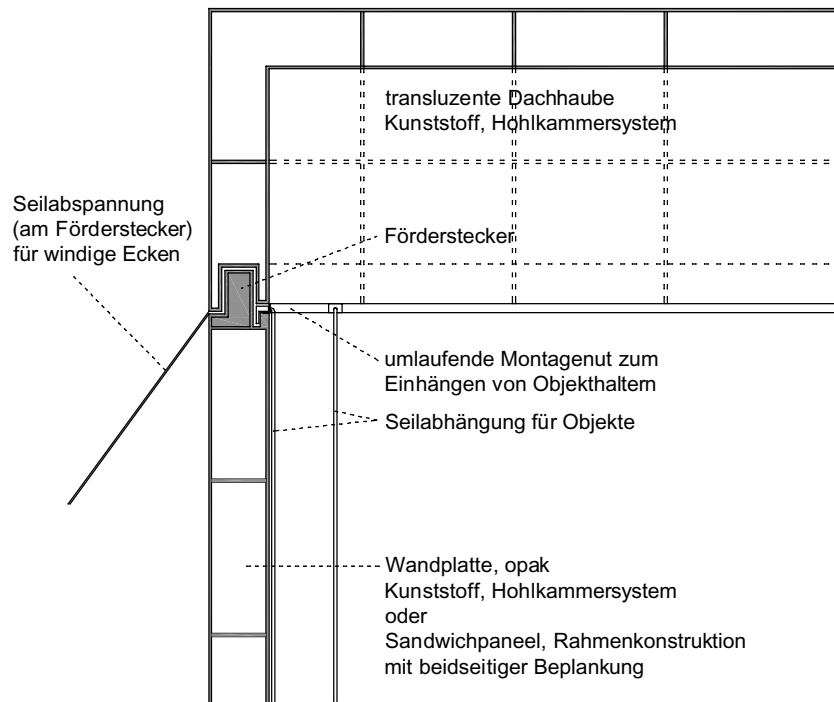 transluzente Dachhaube
Kunststoff, Hohlkammersystem
Seilabspannung
(am Förderstecker)
für windige Ecken
Förderstecker
umlaufende Montagenut zum
Einhängen von Objekthaltern
Seilabhängung für Objekte
Wandplatte, opak
Kunststoff, Hohlkammersystem
oder
Sandwichpaneel, Rahmenkonstruktion
mit beidseitiger Beplankung